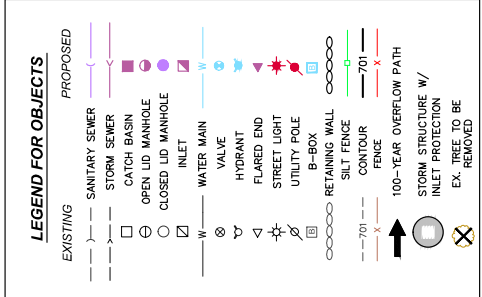 LEGEND FOR OBJECTS
EXISTING PROPOSED
SANITARY SEWER
STORM SEWER
CATCH BASIN
OPEN LID MANHOLE
CLOSED LID MANHOLE
INLET
W WATER MAIN W
VALVE
HYDRANT
FLARED END
STREET LIGHT
UTILITY POLE
B B-BOX B
RETAINING WALL
SILT FENCE
701 CONTOUR 701
X FENCE X
100-YEAR OVERFLOW PATH
STORM STRUCTURE W/
INLET PROTECTION
EX. TREE TO BE
REMOVED